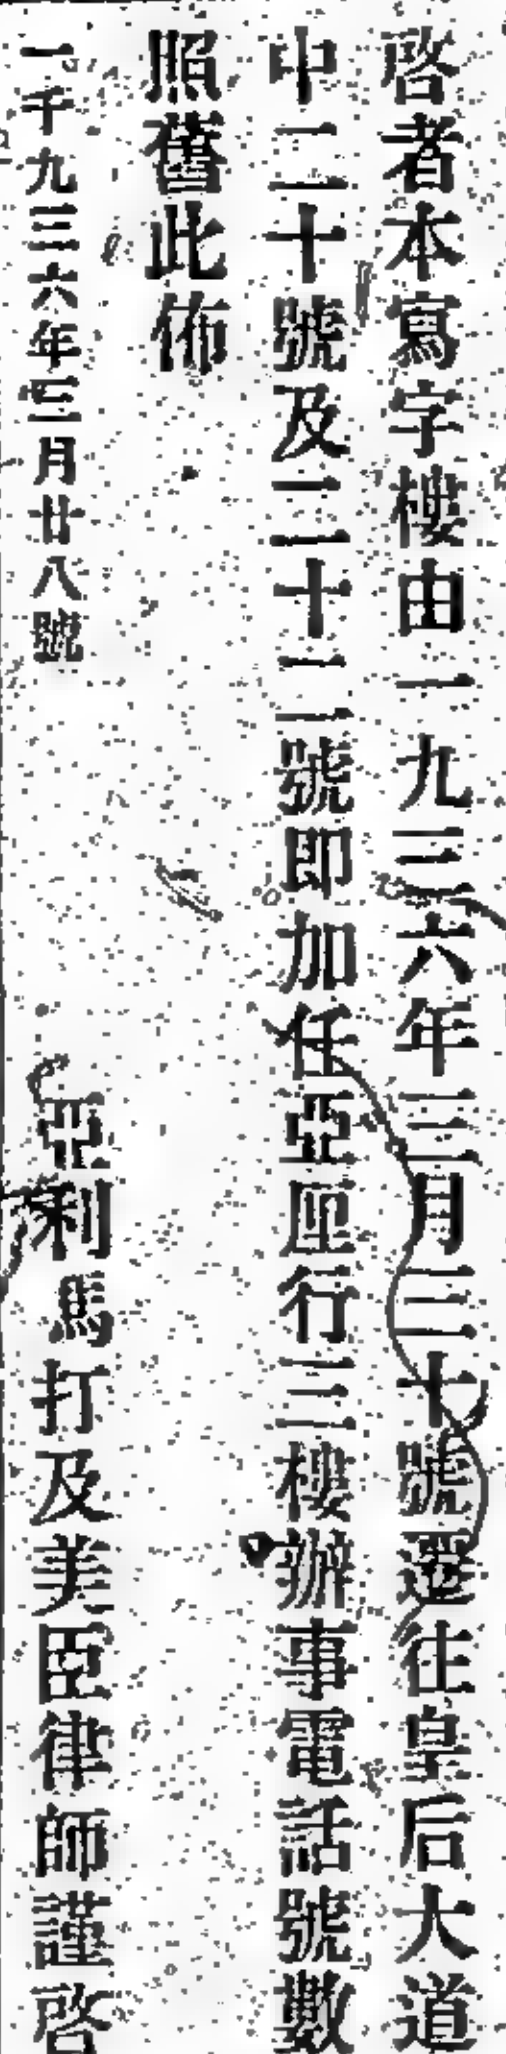 啓者本寫字樓由一九三六年三月三十號遷往皇后大道
中二十號及二十二號即加任亞厘行三樓辦事電話號數
照舊此佈
一千九三六年三月廿八號 亞利馬打及美臣律師謹啓